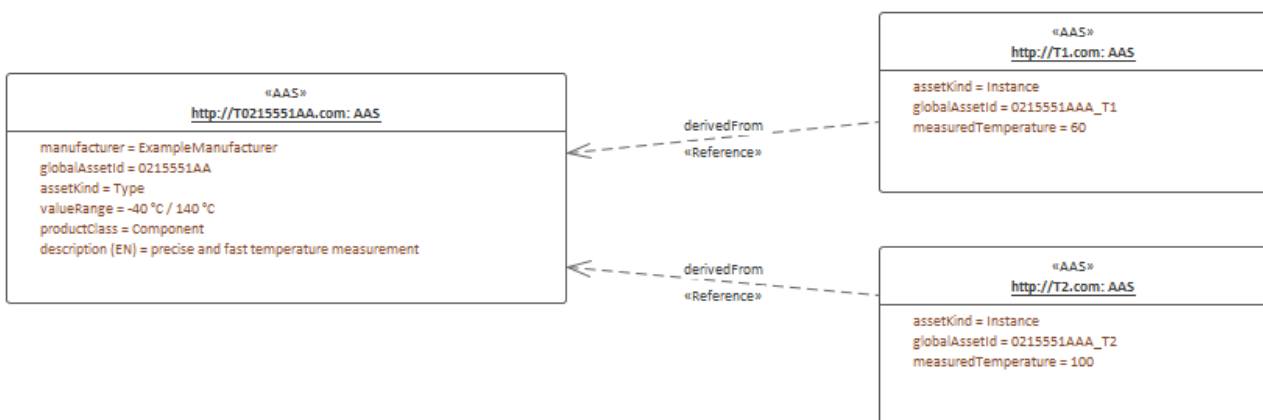 «AAS»
http://T0215551AA.com: AAS
manufacturer = ExampleManufacturer
globalAssetId = 0215551AA
assetKind = Type
valueRange = -40 °C / 140 °C
productClass = Component
description (EN) = precise and fast temperature measurement
derivedFrom
«Reference»
derivedFrom
«Reference»
«AAS»
http://T1.com: AAS
assetKind = Instance
globalAssetId = 0215551AAA_T1
measuredTemperature = 60
«AAS»
http://T2.com: AAS
assetKind = Instance
globalAssetId = 0215551AAA_T2
measuredTemperature = 100